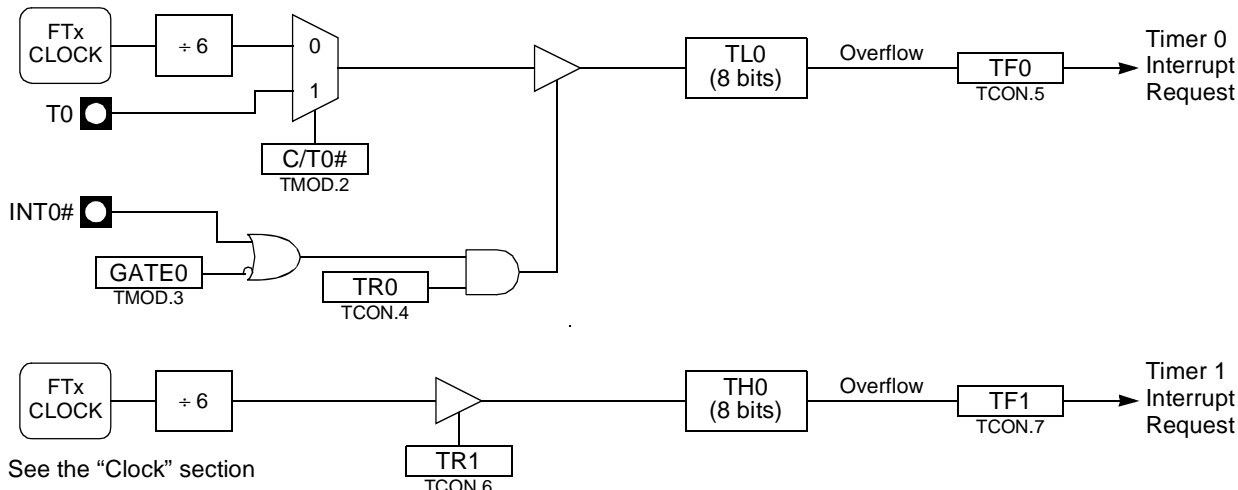 FTx
CLOCK
÷ 6
0
1
T0
C/T0#
TMOD.2
TL0
(8 bits)
Overflow
TF0
TCON.5
Timer 0
Interrupt
Request
INT0#
GATE0
TMOD.3
TR0
TCON.4
FTx
CLOCK
÷ 6
TR1
TCON.6
TH0
(8 bits)
Overflow
TF1
TCON.7
Timer 1
Interrupt
Request
See the “Clock” section